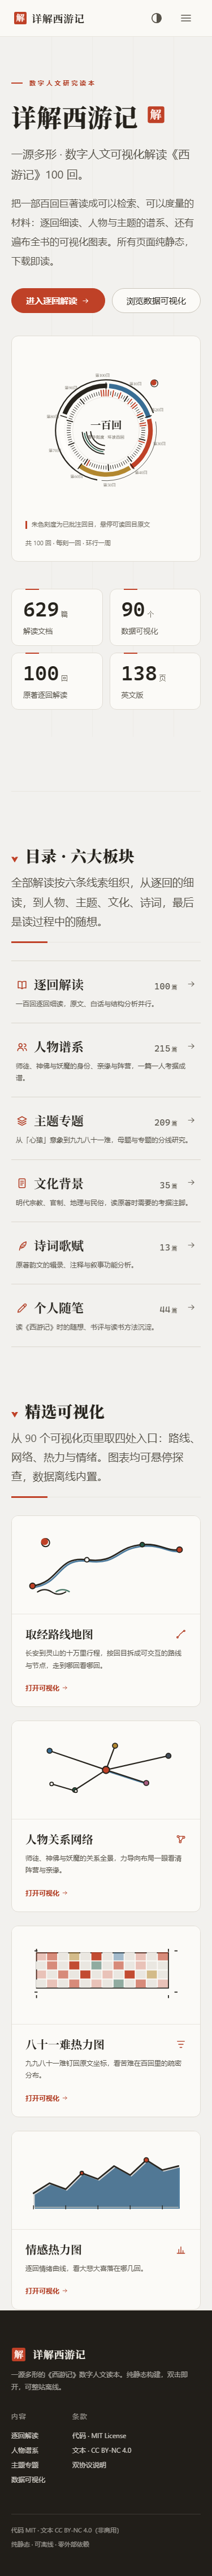 解 详解西游记
数字人文研究读本
详解西游记 解
一源多形 · 数字人文可视化解读《西
游记》100 回。
把一部百回巨著读成可以检索、可以度量的
材料：逐回细读、人物与主题的谱系、还有
遍布全书的可视化图表。所有页面纯静态，
下载即读。
进入逐回解读 →
浏览数据可视化
一百回
朱色刻度为已批注回目，悬停可读回目原文
共 100 回 · 每刻一回 · 环行一周
629 篇
解读文档
90 个
数据可视化
100 回
原著逐回解读
138 页
英文版
目录 · 六大板块
全部解读按六条线索组织，从逐回的细
读，到人物、主题、文化、诗词，最后
是读过程中的随想。
逐回解读 100 篇 →
一百回逐回细读，原文、白话与结构分析并行。
人物谱系 215 篇 →
师徒、神佛与妖魔的身份、亲缘与阵营，一篇一人考据成
谱。
主题专题 209 篇 →
从「心猿」意象到九九八十一难，母题与专题的分线研究。
文化背景 35 篇 →
明代宗教、官制、地理与民俗，读原著时需要的考据注脚。
诗词歌赋 13 篇 →
原著韵文的辑录、注释与叙事功能分析。
个人随笔 44 篇 →
读《西游记》时的随想、书评与读书方法沉淀。
精选可视化
从 90 个可视化页里取四处入口：路线、
网络、热力与情绪。图表均可悬停探
查，数据离线内置。
取经路线地图
长安到灵山的十万里行程，按回目拆成可交互的路线
与节点，走到哪回看哪回。
打开可视化 →
人物关系网络
师徒、神佛与妖魔的关系全景，力导向布局一眼看清
阵营与亲缘。
打开可视化 →
八十一难热力图
九九八十一难钉回原文坐标，看苦难在百回里的疏密
分布。
打开可视化 →
情感热力图
逐回情绪曲线，看大悲大喜落在哪几回。
打开可视化 →
解 详解西游记
一源多形的《西游记》数字人文读本。纯静态构建，双击即
开，可整站离线。
内容
逐回解读
人物谱系
主题专题
数据可视化
条款
代码 · MIT License
文本 · CC BY-NC 4.0
双协议说明
代码 MIT · 文本 CC BY-NC 4.0（非商用）
纯静态 · 可离线 · 零外部依赖